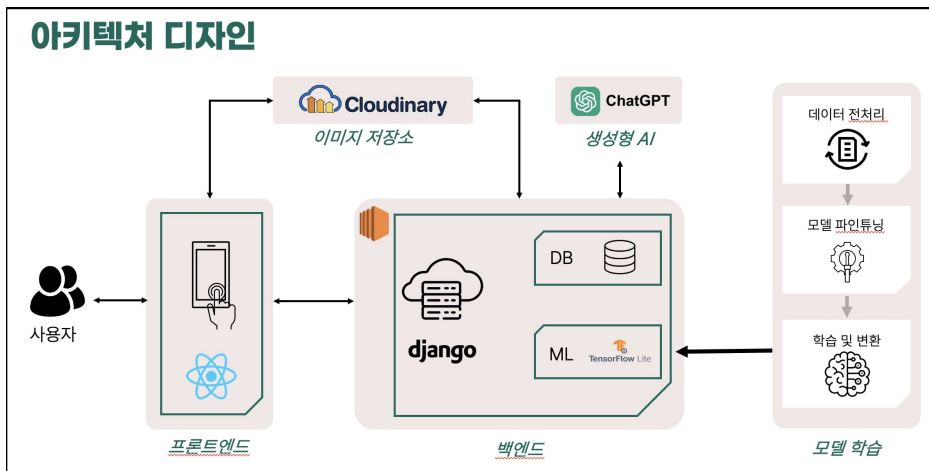 아키텍처 디자인
Cloudinary
이미지 저장소
ChatGPT
생성형 AI
데이터 전처리
모델 파인튜닝
학습 및 변환
모델 학습
사용자
프론트엔드
django
DB
ML
TensorFlow Lite
백엔드